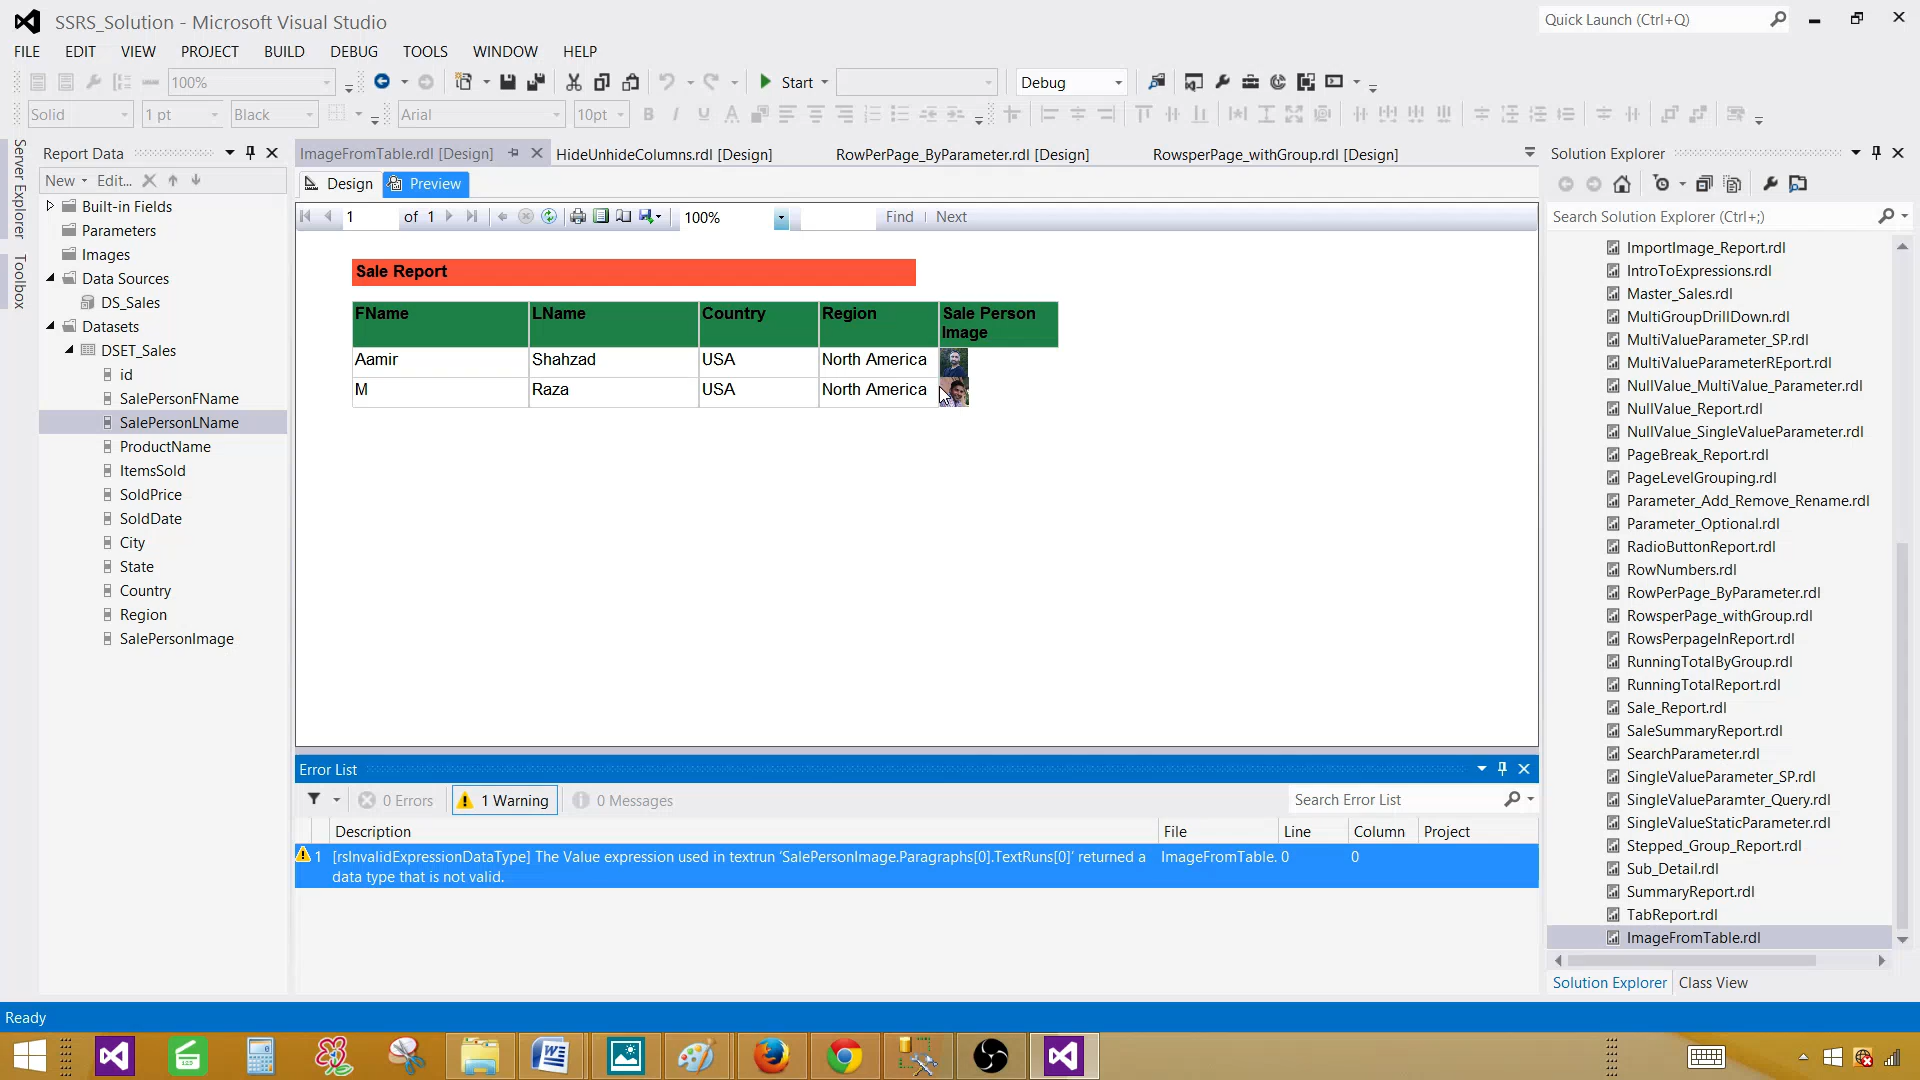 SSRS_Solution - Microsoft Visual Studio
Quick Launch (Ctrl+Q)
FILE EDIT VIEW PROJECT BUILD DEBUG TOOLS WINDOW HELP
100% Start Debug
Solid 1 pt Black Arial 10pt
Server Explorer
Toolbox
Report Data
New Edit...
Built-in Fields
Parameters
Images
Data Sources
DS_Sales
Datasets
DSET_Sales
id
SalePersonFName
SalePersonLName
ProductName
ItemsSold
SoldPrice
SoldDate
City
State
Country
Region
SalePersonImage
ImageFromTable.rdl [Design] HideUnhideColumns.rdl [Design] RowPerPage_ByParameter.rdl [Design] RowsperPage_withGroup.rdl [Design]
Design Preview
1 of 1 100% Find Next
Sale Report
FName LName Country Region Sale Person Image
Aamir Shahzad USA North America
M Raza USA North America
Error List
0 Errors 1 Warning 0 Messages Search Error List
Description File Line Column Project
1 [rsInvalidExpressionDataType] The Value expression used in textrun 'SalePersonImage.Paragraphs[0].TextRuns[0]' returned a ImageFromTable. 0 0
data type that is not valid.
Solution Explorer
Search Solution Explorer (Ctrl+;)
ImportImage_Report.rdl
IntroToExpressions.rdl
Master_Sales.rdl
MultiGroupDrillDown.rdl
MultiValueParameter_SP.rdl
MultiValueParameterREport.rdl
NullValue_MultiValue_Parameter.rdl
NullValue_Report.rdl
NullValue_SingleValueParameter.rdl
PageBreak_Report.rdl
PageLevelGrouping.rdl
Parameter_Add_Remove_Rename.rdl
Parameter_Optional.rdl
RadioButtonReport.rdl
RowNumbers.rdl
RowPerPage_ByParameter.rdl
RowsperPage_withGroup.rdl
RowsPerpageInReport.rdl
RunningTotalByGroup.rdl
RunningTotalReport.rdl
Sale_Report.rdl
SaleSummaryReport.rdl
SearchParameter.rdl
SingleValueParameter_SP.rdl
SingleValueParamter_Query.rdl
SingleValueStaticParameter.rdl
Stepped_Group_Report.rdl
Sub_Detail.rdl
SummaryReport.rdl
TabReport.rdl
ImageFromTable.rdl
Solution Explorer Class View
Ready